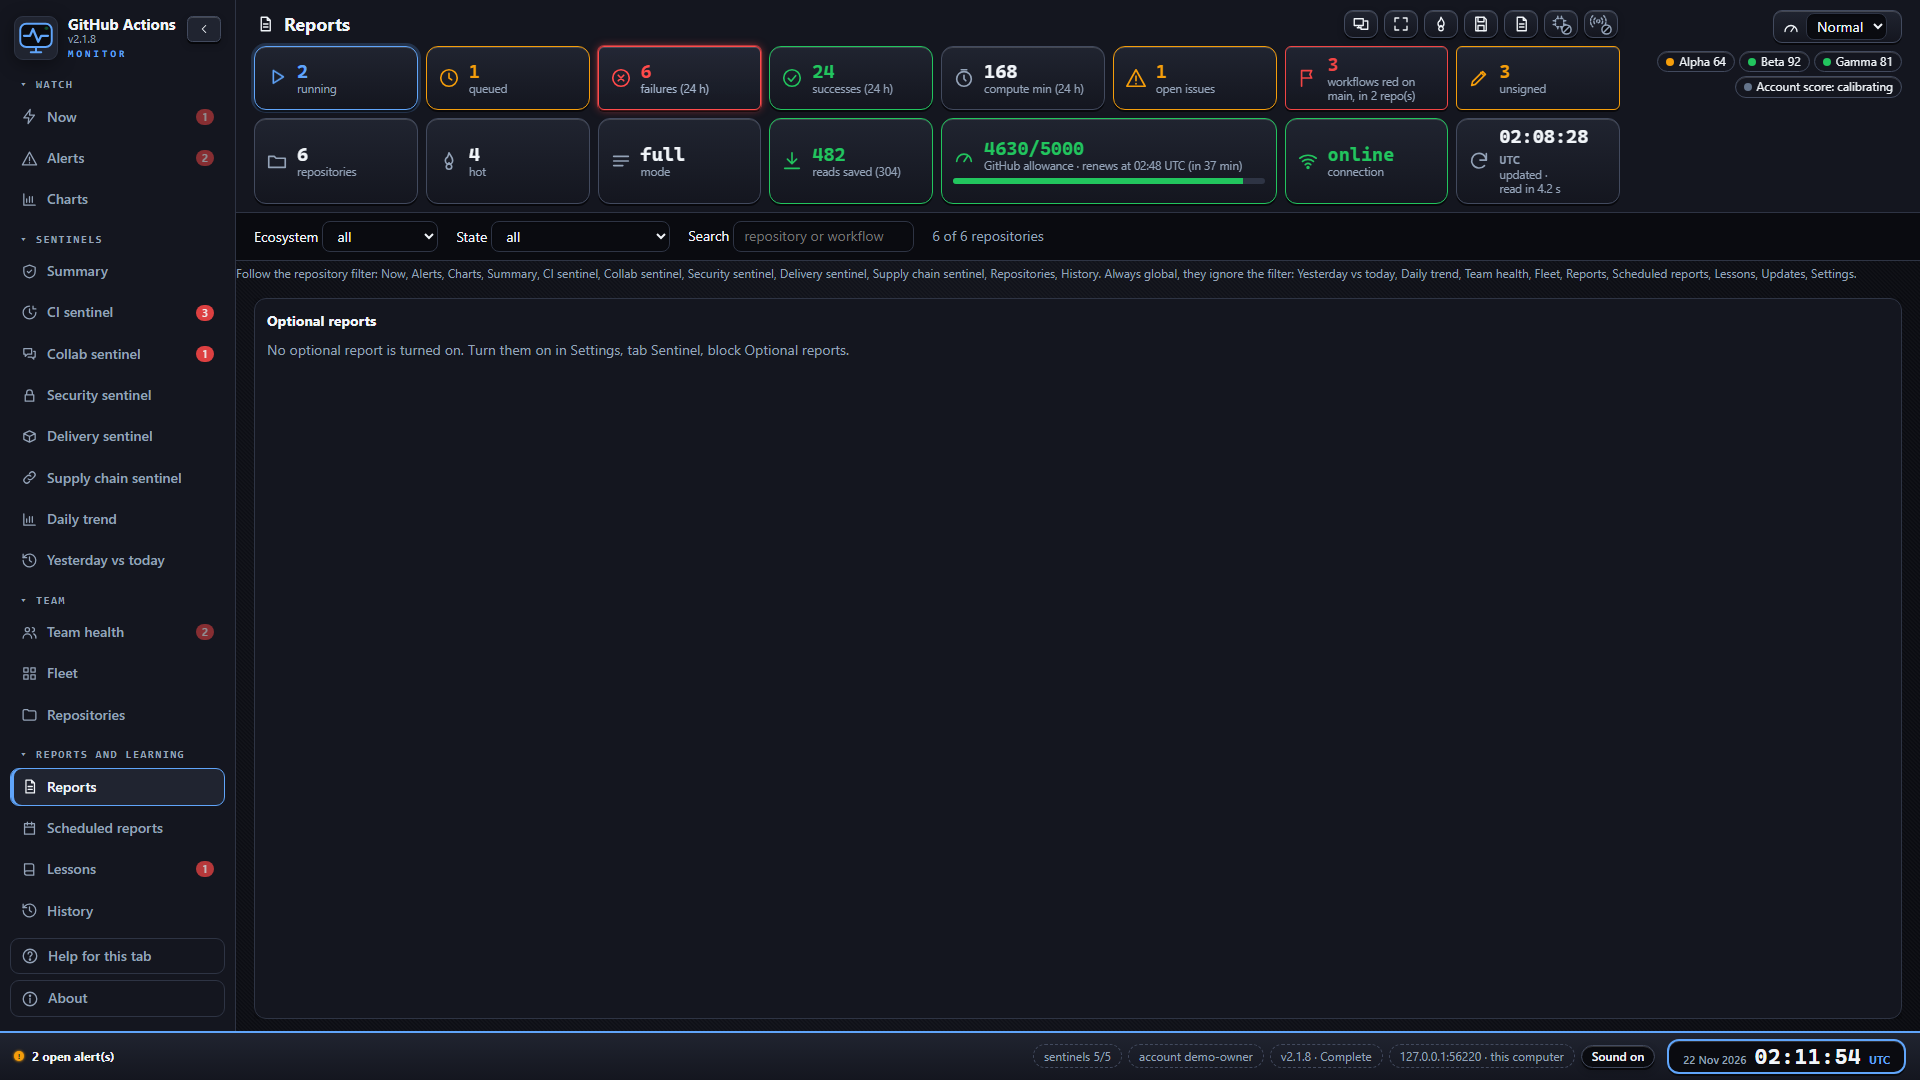 GitHub Actions
v2.1.8
MONITOR
WATCH
Now 1
Alerts 2
Charts
SENTINELS
Summary
CI sentinel 3
Collab sentinel 1
Security sentinel
Delivery sentinel
Supply chain sentinel
Daily trend
Yesterday vs today
TEAM
Team health 2
Fleet
Repositories
REPORTS AND LEARNING
Reports
Scheduled reports
Lessons 1
History
Help for this tab
About
Reports
Normal
2
running
1
queued
6
failures (24 h)
24
successes (24 h)
168
compute min (24 h)
1
open issues
3
workflows red on
main, in 2 repo(s)
3
unsigned
Alpha 64
Beta 92
Gamma 81
Account score: calibrating
6
repositories
4
hot
full
mode
482
reads saved (304)
4630/5000
GitHub allowance · renews at 02:48 UTC (in 37 min)
online
connection
02:08:28
UTC
updated ·
read in 4.2 s
Ecosystem all State all Search repository or workflow 6 of 6 repositories
Follow the repository filter: Now, Alerts, Charts, Summary, CI sentinel, Collab sentinel, Security sentinel, Delivery sentinel, Supply chain sentinel, Repositories, History. Always global, they ignore the filter: Yesterday vs today, Daily trend, Team health, Fleet, Reports, Scheduled reports, Lessons, Updates, Settings.
Optional reports
No optional report is turned on. Turn them on in Settings, tab Sentinel, block Optional reports.
2 open alert(s)
sentinels 5/5
account demo-owner
v2.1.8 · Complete
127.0.0.1:56220 · this computer
Sound on
22 Nov 2026 02:11:54 UTC